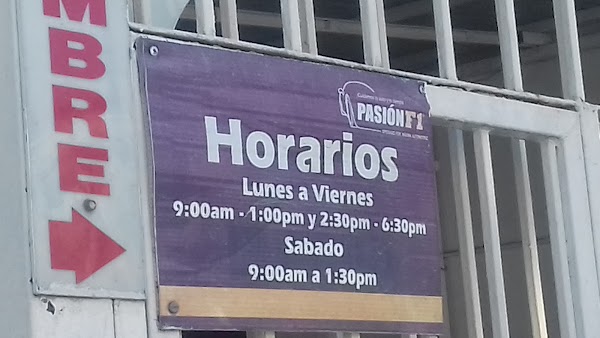 MBRE
PASIÓN F1
Horarios
Lunes a Viernes
9:00am - 1:00pm y 2:30pm - 6:30pm
Sabado
9:00am a 1:30pm